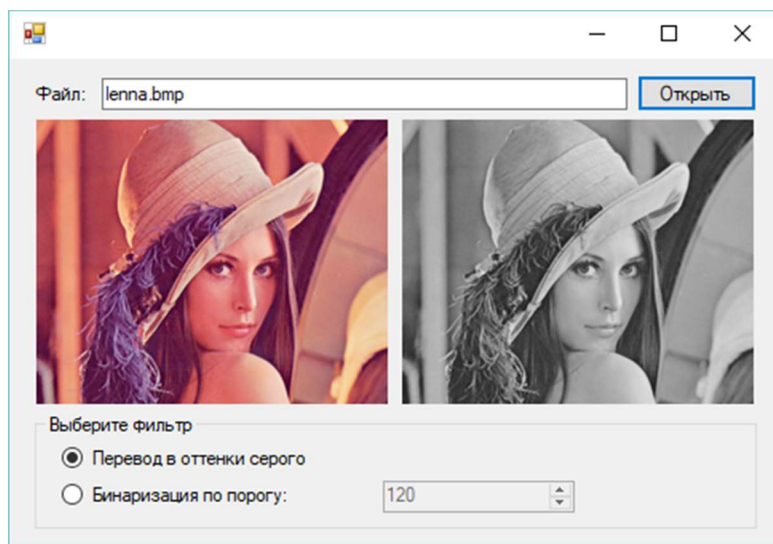 Файл: lenna.bmp Открыть
Выберите фильтр
Перевод в оттенки серого
Бинаризация по порогу: 120